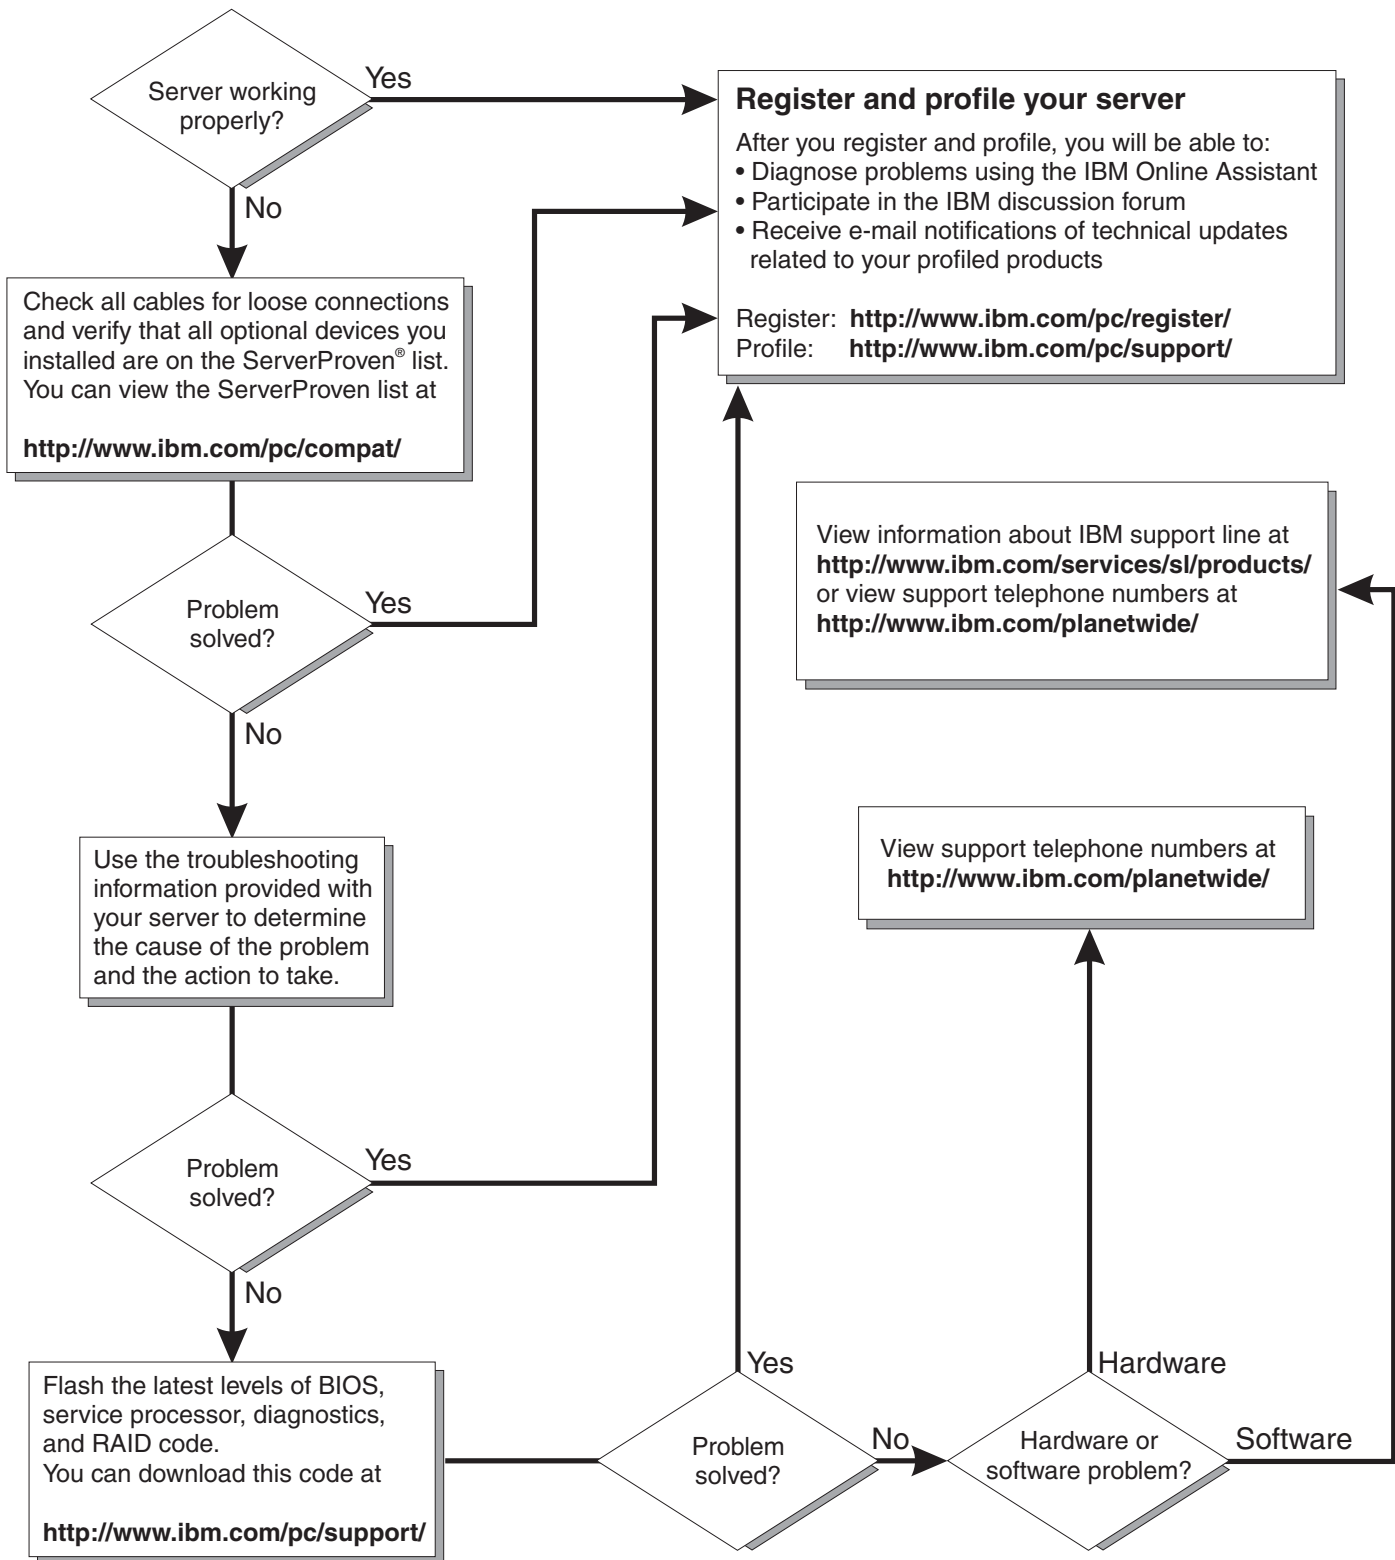 Server working
properly?
Yes
No
Register and profile your server
After you register and profile, you will be able to:
• Diagnose problems using the IBM Online Assistant
• Participate in the IBM discussion forum
• Receive e-mail notifications of technical updates
related to your profiled products
Register: http://www.ibm.com/pc/register/
Profile: http://www.ibm.com/pc/support/
Check all cables for loose connections
and verify that all optional devices you
installed are on the ServerProven® list.
You can view the ServerProven list at
http://www.ibm.com/pc/compat/
Problem
solved?
Yes
No
View information about IBM support line at
http://www.ibm.com/services/sl/products/
or view support telephone numbers at
http://www.ibm.com/planetwide/
Use the troubleshooting
information provided with
your server to determine
the cause of the problem
and the action to take.
View support telephone numbers at
http://www.ibm.com/planetwide/
Problem
solved?
Yes
No
Flash the latest levels of BIOS,
service processor, diagnostics,
and RAID code.
You can download this code at
http://www.ibm.com/pc/support/
Problem
solved?
Yes
No
Hardware or
software problem?
Hardware
Software